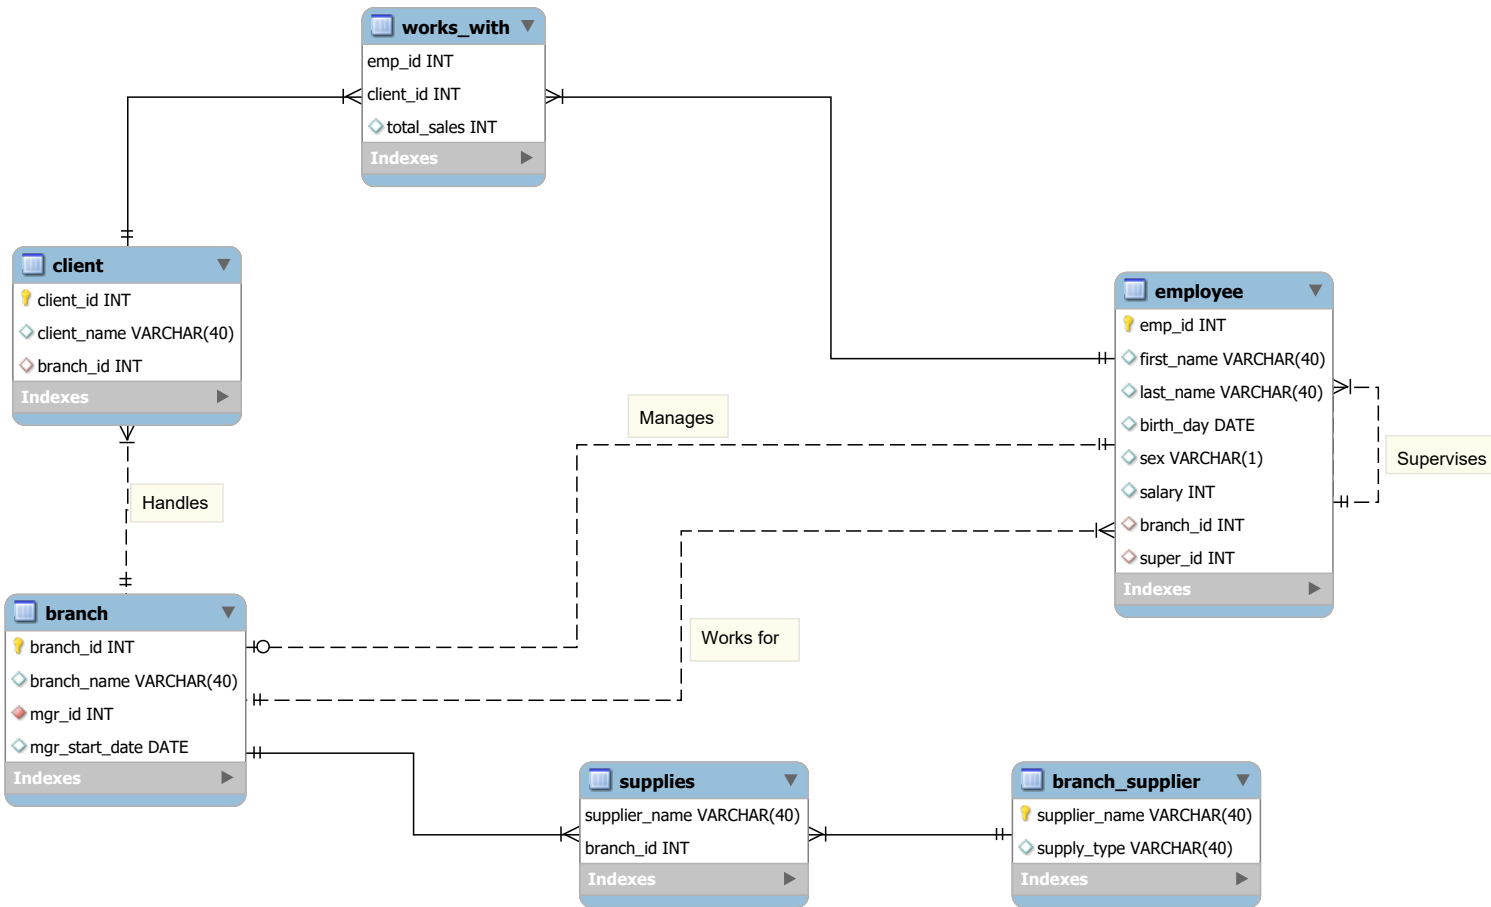 works_with
emp_id INT
client_id INT
total_sales INT
Indexes
client
client_id INT
client_name VARCHAR(40)
branch_id INT
Indexes
employee
emp_id INT
first_name VARCHAR(40)
last_name VARCHAR(40)
birth_day DATE
sex VARCHAR(1)
salary INT
branch_id INT
super_id INT
Indexes
Manages
Supervises
Handles
Works for
branch
branch_id INT
branch_name VARCHAR(40)
mgr_id INT
mgr_start_date DATE
Indexes
supplies
supplier_name VARCHAR(40)
branch_id INT
Indexes
branch_supplier
supplier_name VARCHAR(40)
supply_type VARCHAR(40)
Indexes